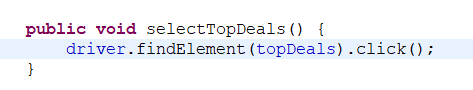 public void selectTopDeals() {
    driver.findElement(topDeals).click();
}